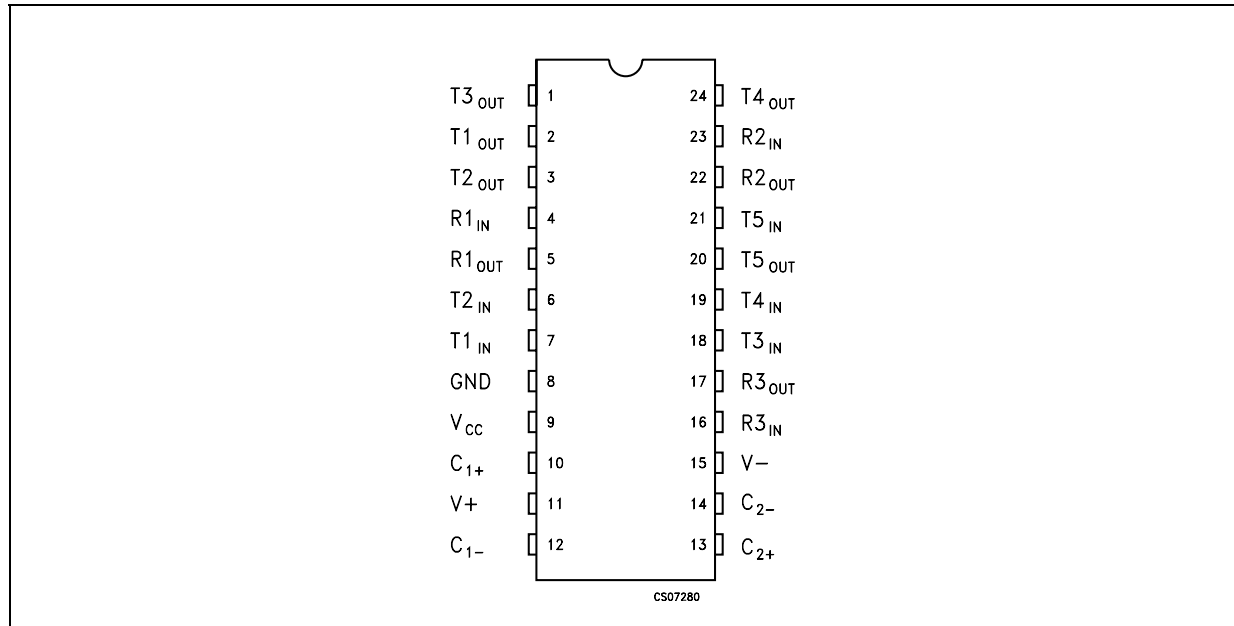 T3 OUT 1 24 T4 OUT
T1 OUT 2 23 R2 IN
T2 OUT 3 22 R2 OUT
R1 IN 4 21 T5 IN
R1 OUT 5 20 T5 OUT
T2 IN 6 19 T4 IN
T1 IN 7 18 T3 IN
GND 8 17 R3 OUT
V CC 9 16 R3 IN
C 1+ 10 15 V−
V+ 11 14 C 2−
C 1− 12 13 C 2+
CS07280